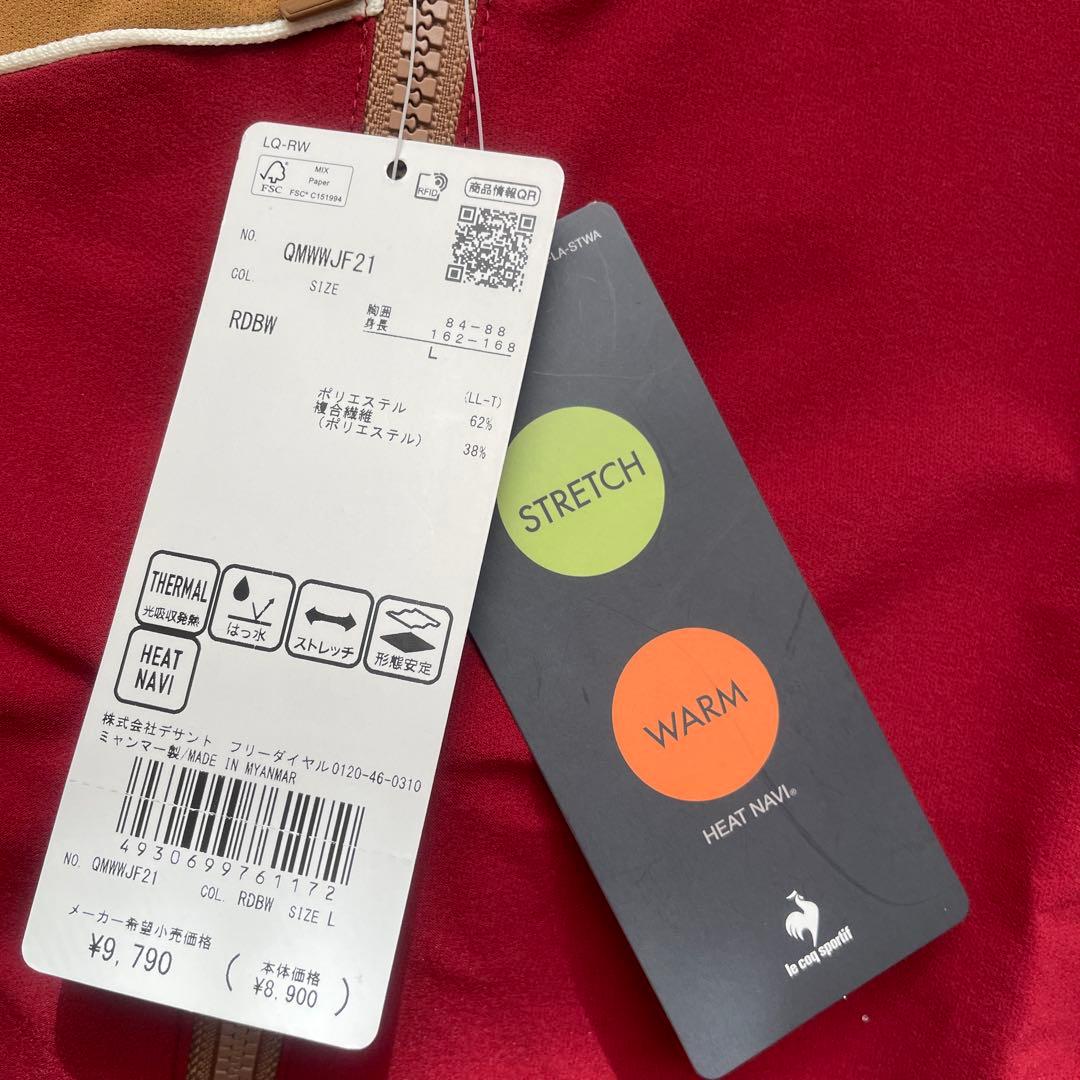 LQ-RW
FSC
MIX
Paper
FSC® C151994
RFID
商品情報QR
NO.
QMWWJF21
COL.
SIZE
RDBW
胸囲 84-88
身長 162-168
L
(LL-T)
ポリエステル 62%
複合繊維
(ポリエステル) 38%
THERMAL
光吸収発熱
はっ水
ストレッチ
形態安定
HEAT
NAVI
株式会社デサント フリーダイヤル0120-46-0310
ミャンマー製/MADE IN MYANMAR
4930699761172
NO. QMWWJF21 COL. RDBW SIZE L
メーカー希望小売価格
¥9,790
(本体価格
¥8,900)
-LA-STWA
STRETCH
WARM
HEAT NAVI®
le coq sportif